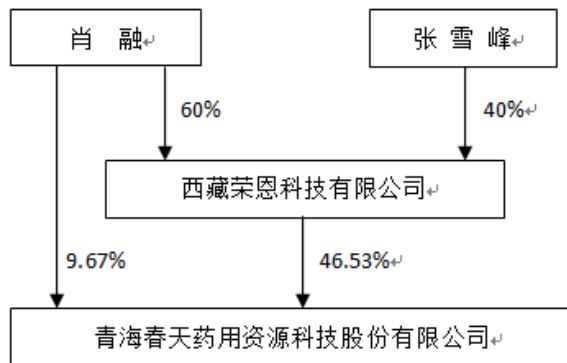 肖 融
张 雪 峰
60%
40%
西藏荣恩科技有限公司
9.67%
46.53%
青海春天药用资源科技股份有限公司